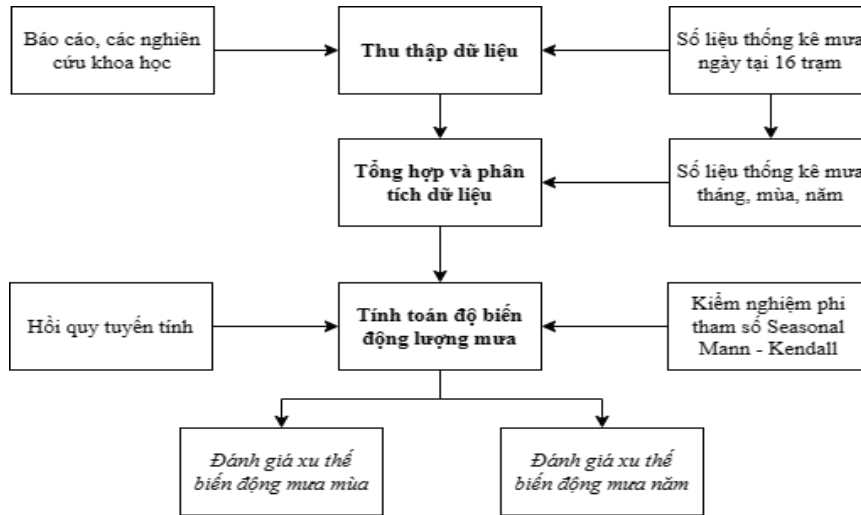 Báo cáo, các nghiên
cứu khoa học
Thu thập dữ liệu
Số liệu thống kê mưa
ngày tại 16 trạm
Tổng hợp và phân
tích dữ liệu
Số liệu thống kê mưa
tháng, mùa, năm
Hồi quy tuyến tính
Tính toán độ biến
động lượng mưa
Kiểm nghiệm phi
tham số Seasonal
Mann - Kendall
Đánh giá xu thế
biến động mưa mùa
Đánh giá xu thế
biến động mưa năm